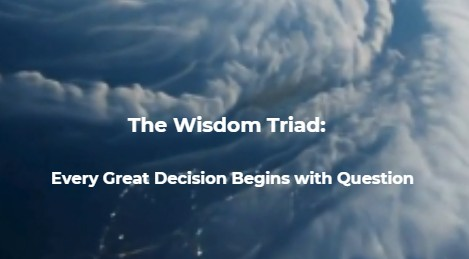 The Wisdom Triad:
Every Great Decision Begins with Question